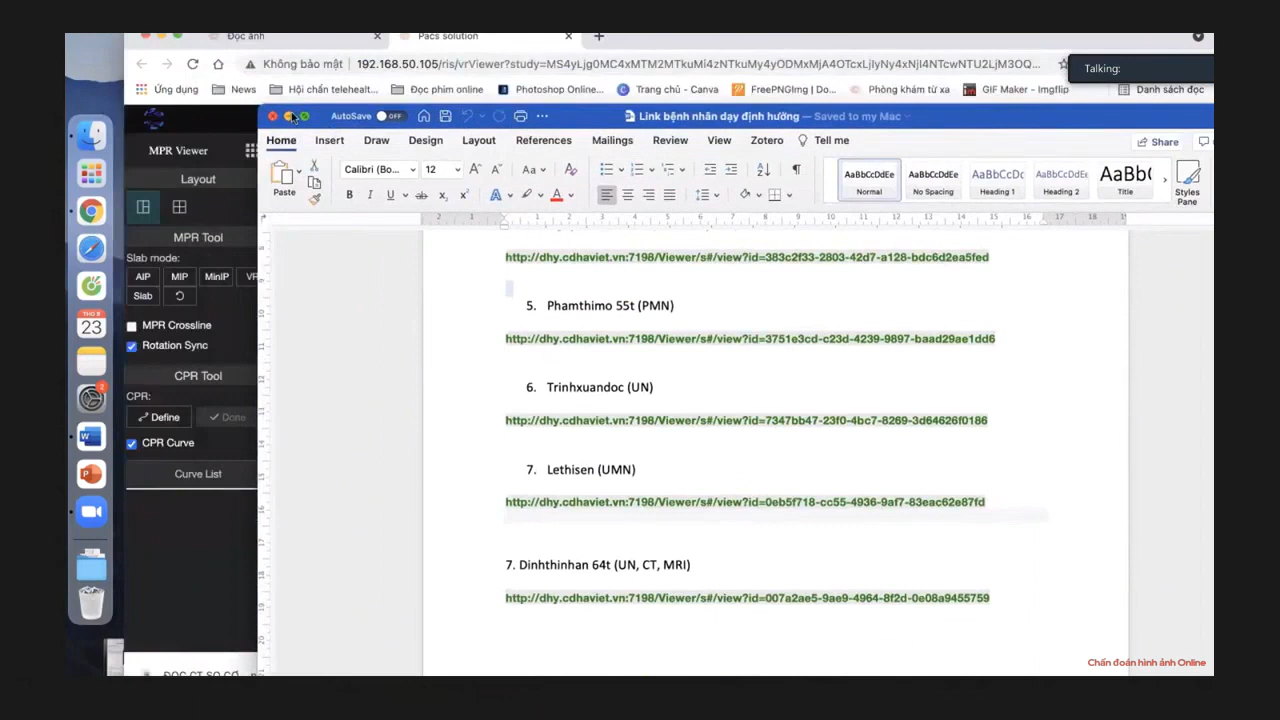 Đọc ảnh
Pacs solution
Talking:
Không bảo mật
192.168.50.105/ris/vrViewer?study=MS4yLjg0MC4xMTM2MTkuMi4zNTkuMy4yODMxMjA4OTcxLjIyNy4xNjI4NTcwNTU2LjM2OQ...
Ứng dụng
News
Hội chấn telehealt...
Đọc phim online
Photoshop Online...
Trang chủ - Canva
FreePNGImg | Do...
Phòng khám từ xa
GIF Maker - Imgflip
Danh sách đọc
AutoSave OFF
Link bệnh nhân dạy định hướng — Saved to my Mac
Home Insert Draw Design Layout References Mailings Review View Zotero Tell me
Share
Calibri (Bo... 12
Paste
AaBbCcDdEe Normal
AaBbCcDdEe No Spacing
AaBbCcDc Heading 1
AaBbCcDdEe Heading 2
AaBb( Title
Styles Pane
MPR Viewer
Layout
MPR Tool
Slab mode:
AIP MIP MinIP
Slab
MPR Crossline
Rotation Sync
CPR Tool
CPR:
Define Done
CPR Curve
Curve List
THG 8
23
2
http://dhy.cdhaviet.vn:7198/Viewer/s#/view?id=383c2f33-2803-42d7-a128-bdc6d2ea5fed
5. Phamthimo 55t (PMN)
http://dhy.cdhaviet.vn:7198/Viewer/s#/view?id=3751e3cd-c23d-4239-9897-baad29ae1dd6
6. Trinhxuandoc (UN)
http://dhy.cdhaviet.vn:7198/Viewer/s#/view?id=7347bb47-23f0-4bc7-8269-3d64626f0186
7. Lethisen (UMN)
http://dhy.cdhaviet.vn:7198/Viewer/s#/view?id=0eb5f718-cc55-4936-9af7-83eac62e87fd
7. Dinhthinhan 64t (UN, CT, MRI)
http://dhy.cdhaviet.vn:7198/Viewer/s#/view?id=007a2ae5-9ae9-4964-8f2d-0e08a9455759
Chẩn đoán hình ảnh Online